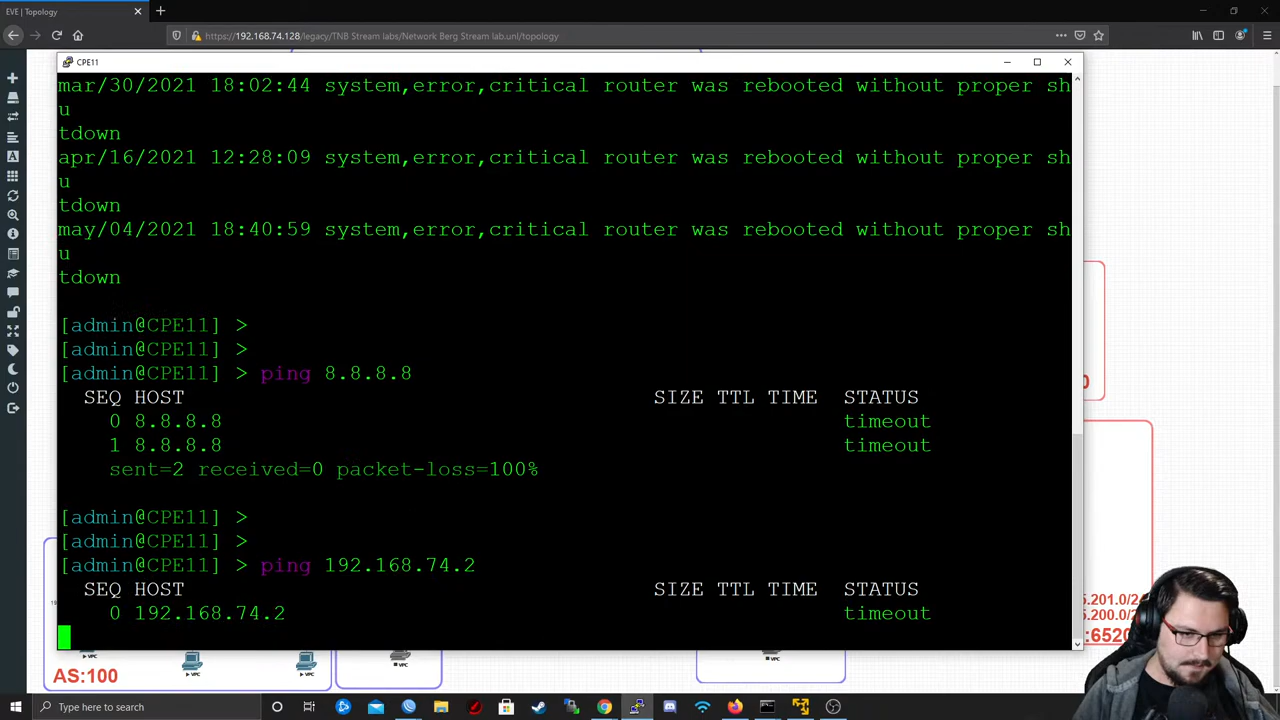 EVE | Topology
https://192.168.74.128/legacy/TNB Stream labs/Network Berg Stream lab.unl/topology
CPE11
mar/30/2021 18:02:44 system,error,critical router was rebooted without proper sh
u
tdown
apr/16/2021 12:28:09 system,error,critical router was rebooted without proper sh
u
tdown
may/04/2021 18:40:59 system,error,critical router was rebooted without proper sh
u
tdown
[admin@CPE11] >
[admin@CPE11] >
[admin@CPE11] > ping 8.8.8.8
SEQ HOST SIZE TTL TIME STATUS
0 8.8.8.8 timeout
1 8.8.8.8 timeout
sent=2 received=0 packet-loss=100%
[admin@CPE11] >
[admin@CPE11] >
[admin@CPE11] > ping 192.168.74.2
SEQ HOST SIZE TTL TIME STATUS
0 192.168.74.2 timeout
VPC
VPC
VPC
VPC
VPC
AS:100
Type here to search